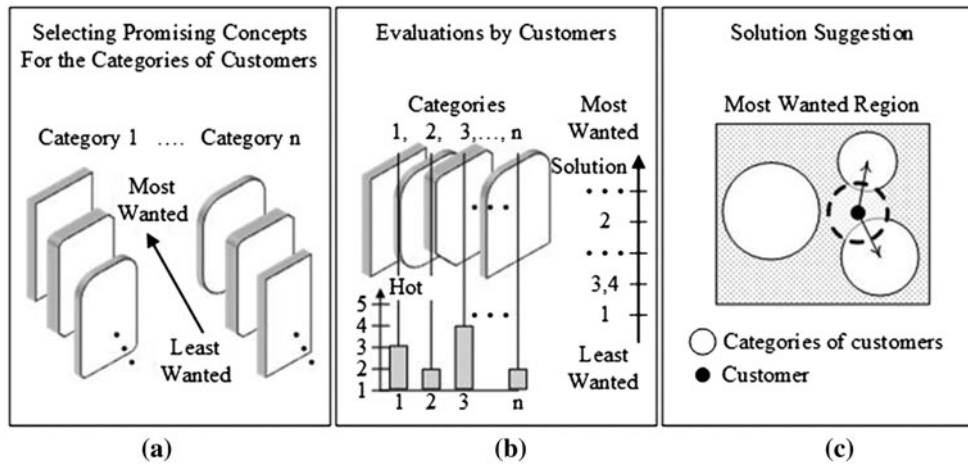 Selecting Promising Concepts
For the Categories of Customers
Category 1 .... Category n
Most
Wanted
Least
Wanted
(a)
Evaluations by Customers
Categories
1, 2, 3,..., n
Most
Wanted
Solution
2
3,4
1
Least
Wanted
Hot
5
4
3
2
1
1 2 3 n
(b)
Solution Suggestion
Most Wanted Region
Categories of customers
Customer
(c)